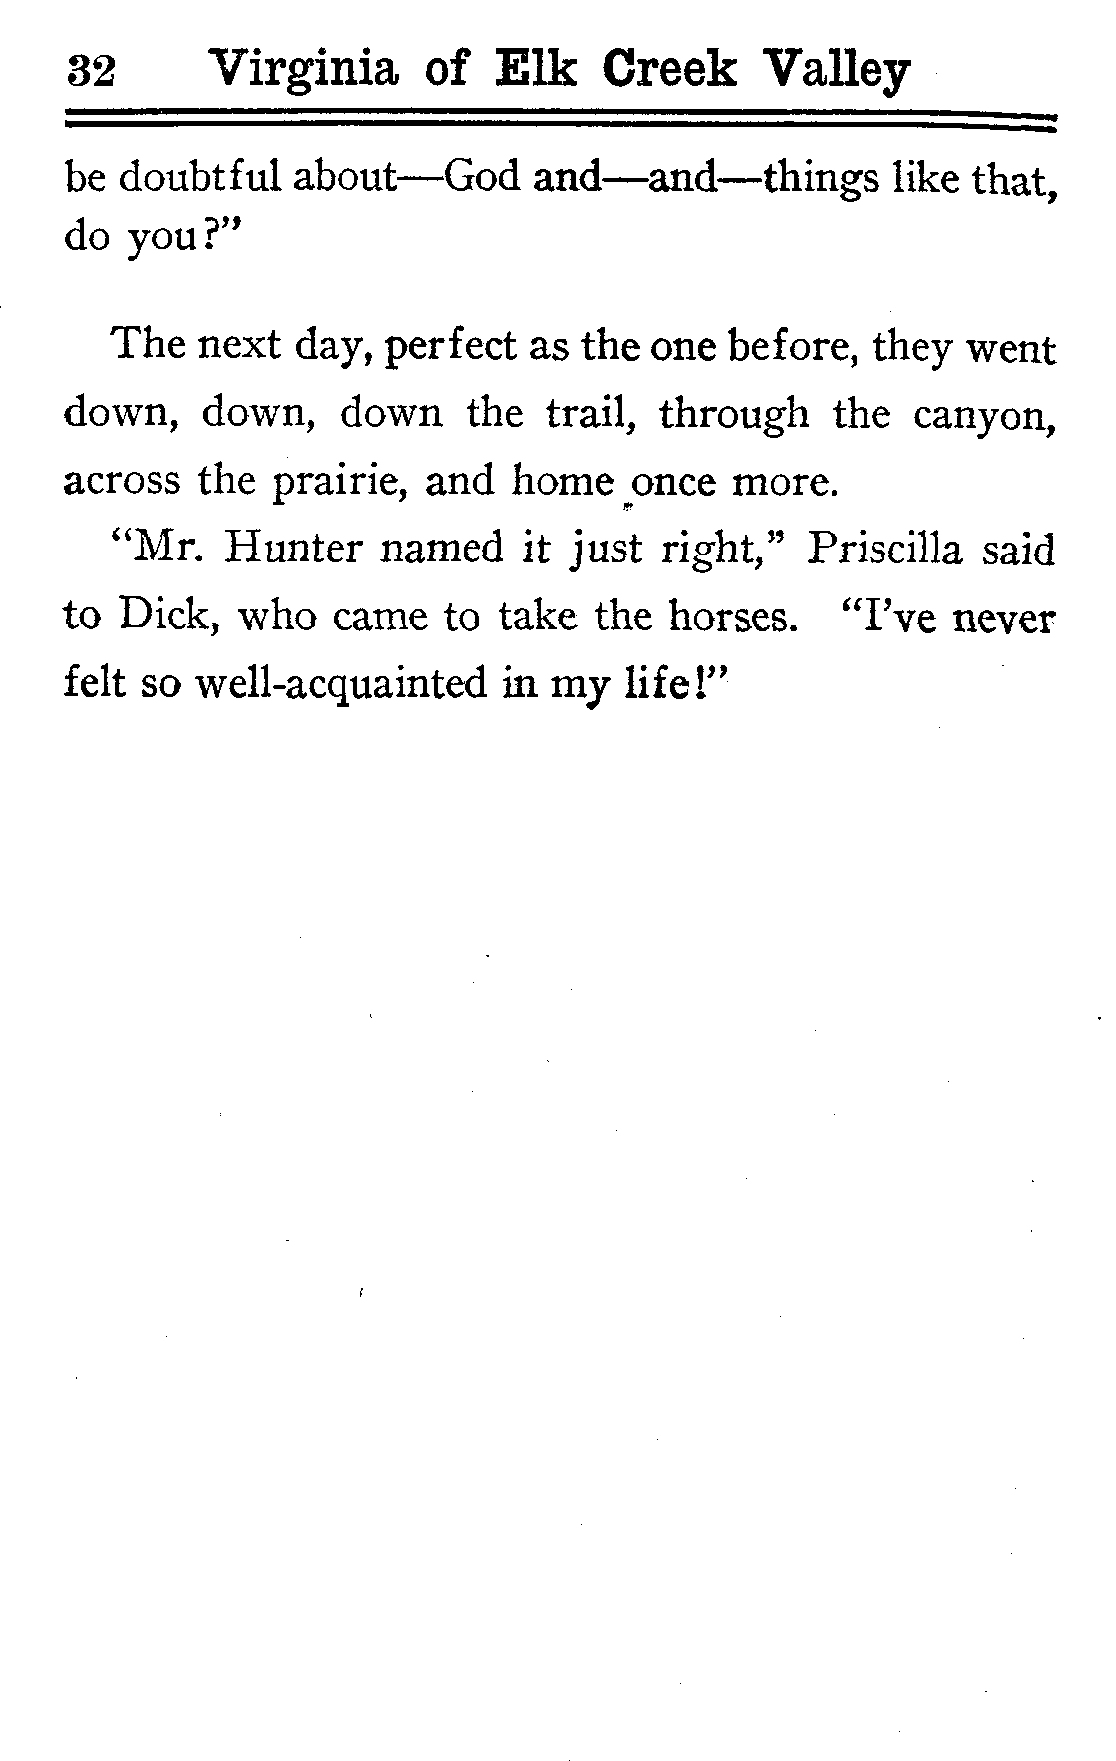 32 Virginia of Elk Creek Valley
be doubtful about—God and—and—things like that,
do you?”
The next day, perfect as the one before, they went
down, down, down the trail, through the canyon,
across the prairie, and home once more.
“Mr. Hunter named it just right,” Priscilla said
to Dick, who came to take the horses. “I’ve never
felt so well-acquainted in my life!”